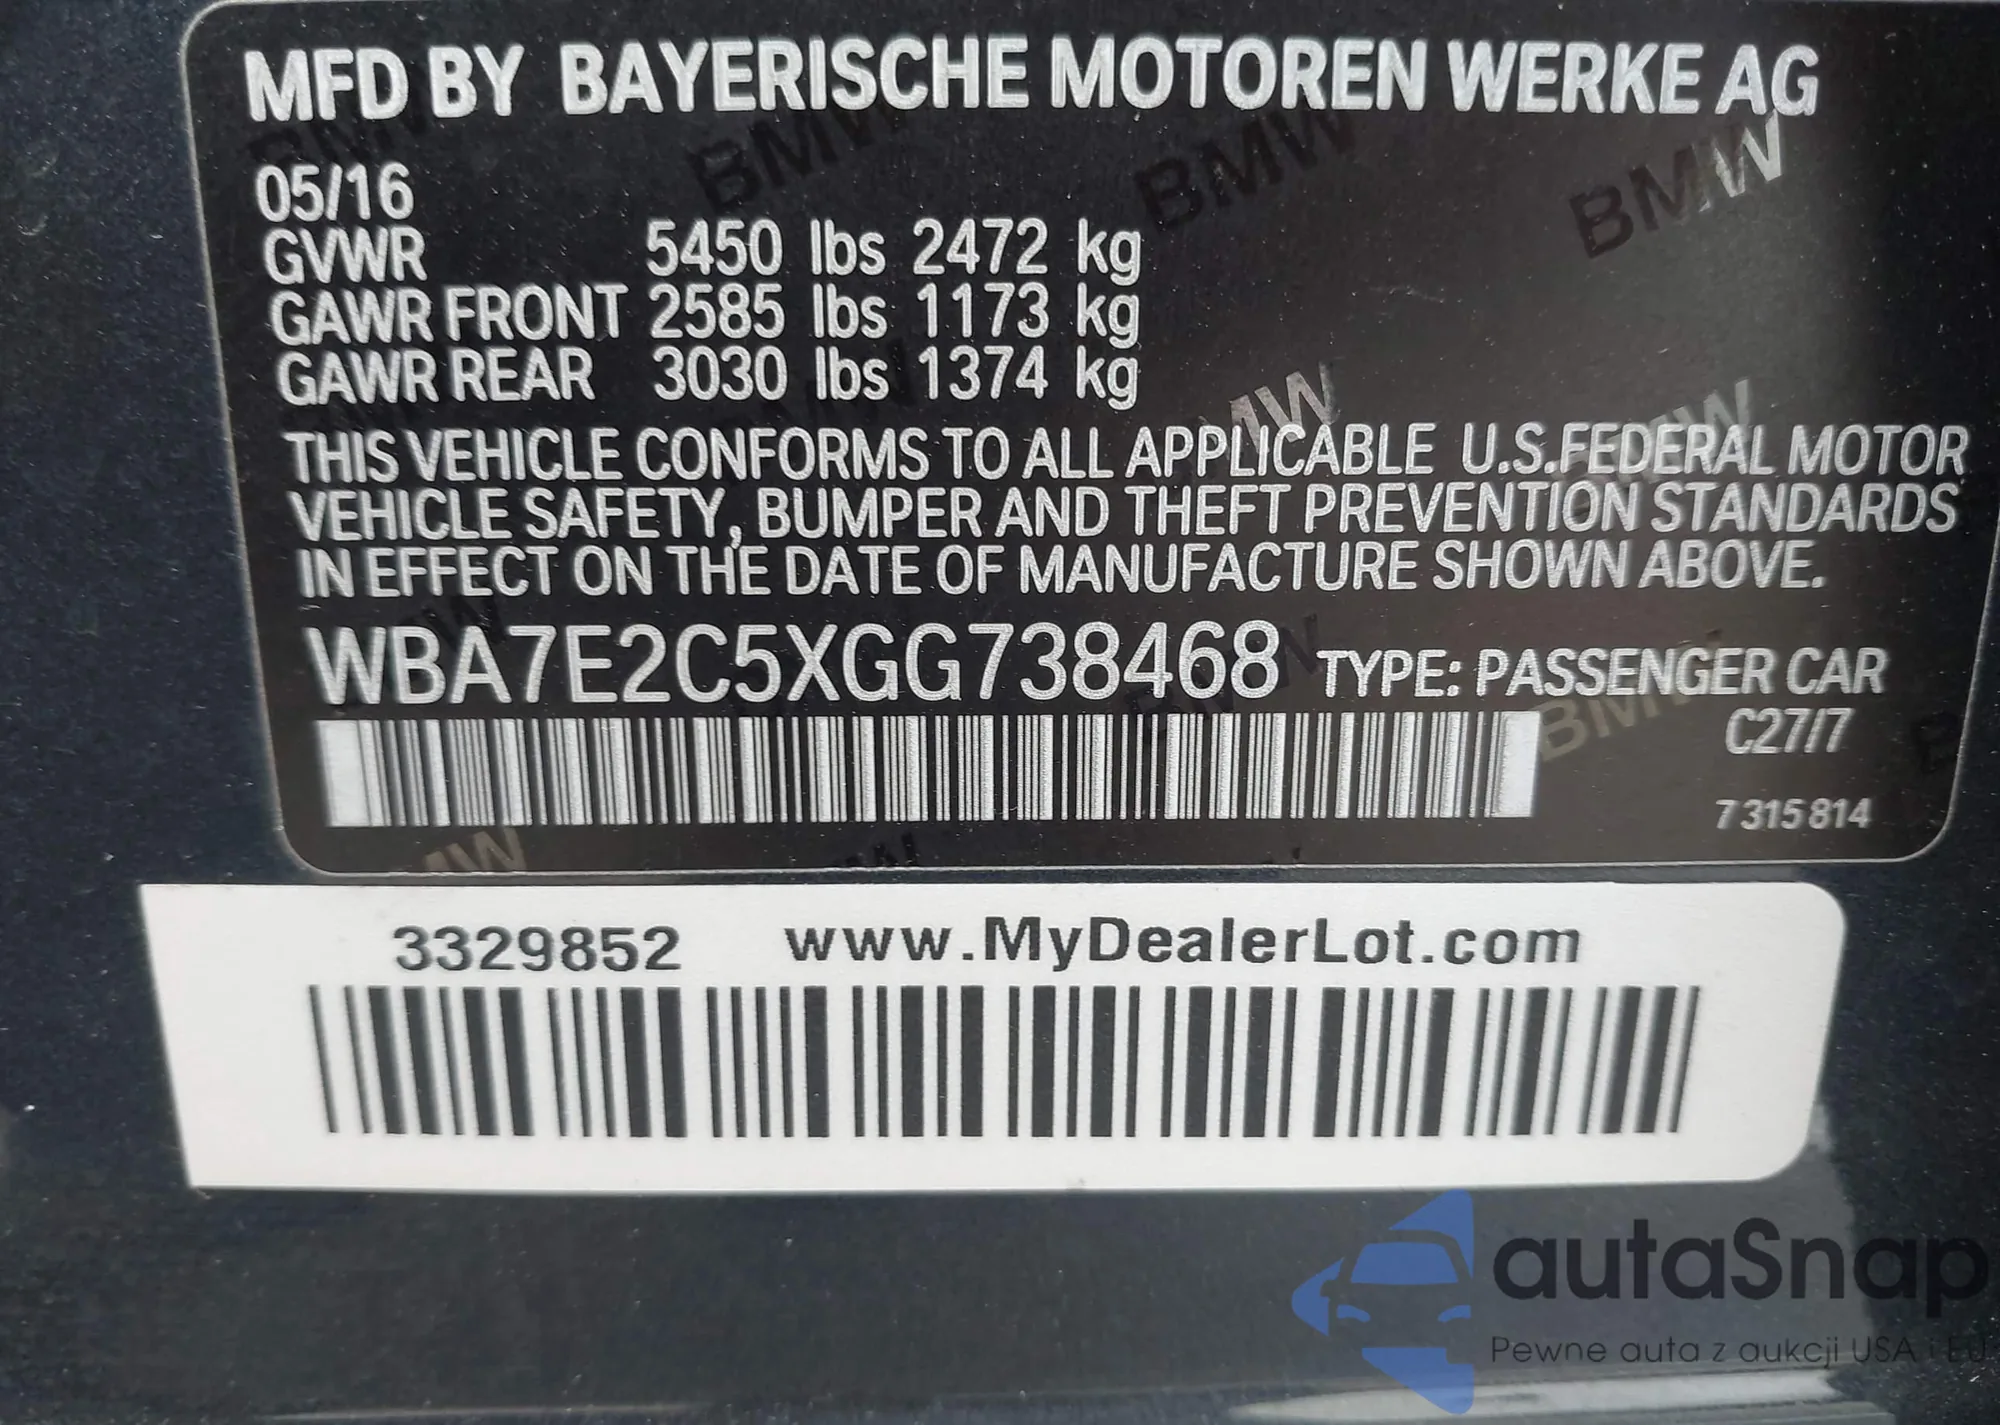 MFD BY BAYERISCHE MOTOREN WERKE AG
05/16
GVWR 5450 lbs 2472 kg
GAWR FRONT 2585 lbs 1173 kg
GAWR REAR 3030 lbs 1374 kg
THIS VEHICLE CONFORMS TO ALL APPLICABLE U.S.FEDERAL MOTOR
VEHICLE SAFETY, BUMPER AND THEFT PREVENTION STANDARDS
IN EFFECT ON THE DATE OF MANUFACTURE SHOWN ABOVE.
WBA7E2C5XGG738468 TYPE: PASSENGER CAR
C27/7
7 315 814
3329852 www.MyDealerLot.com
autaSnap
Pewne auta z aukcji USA i EU